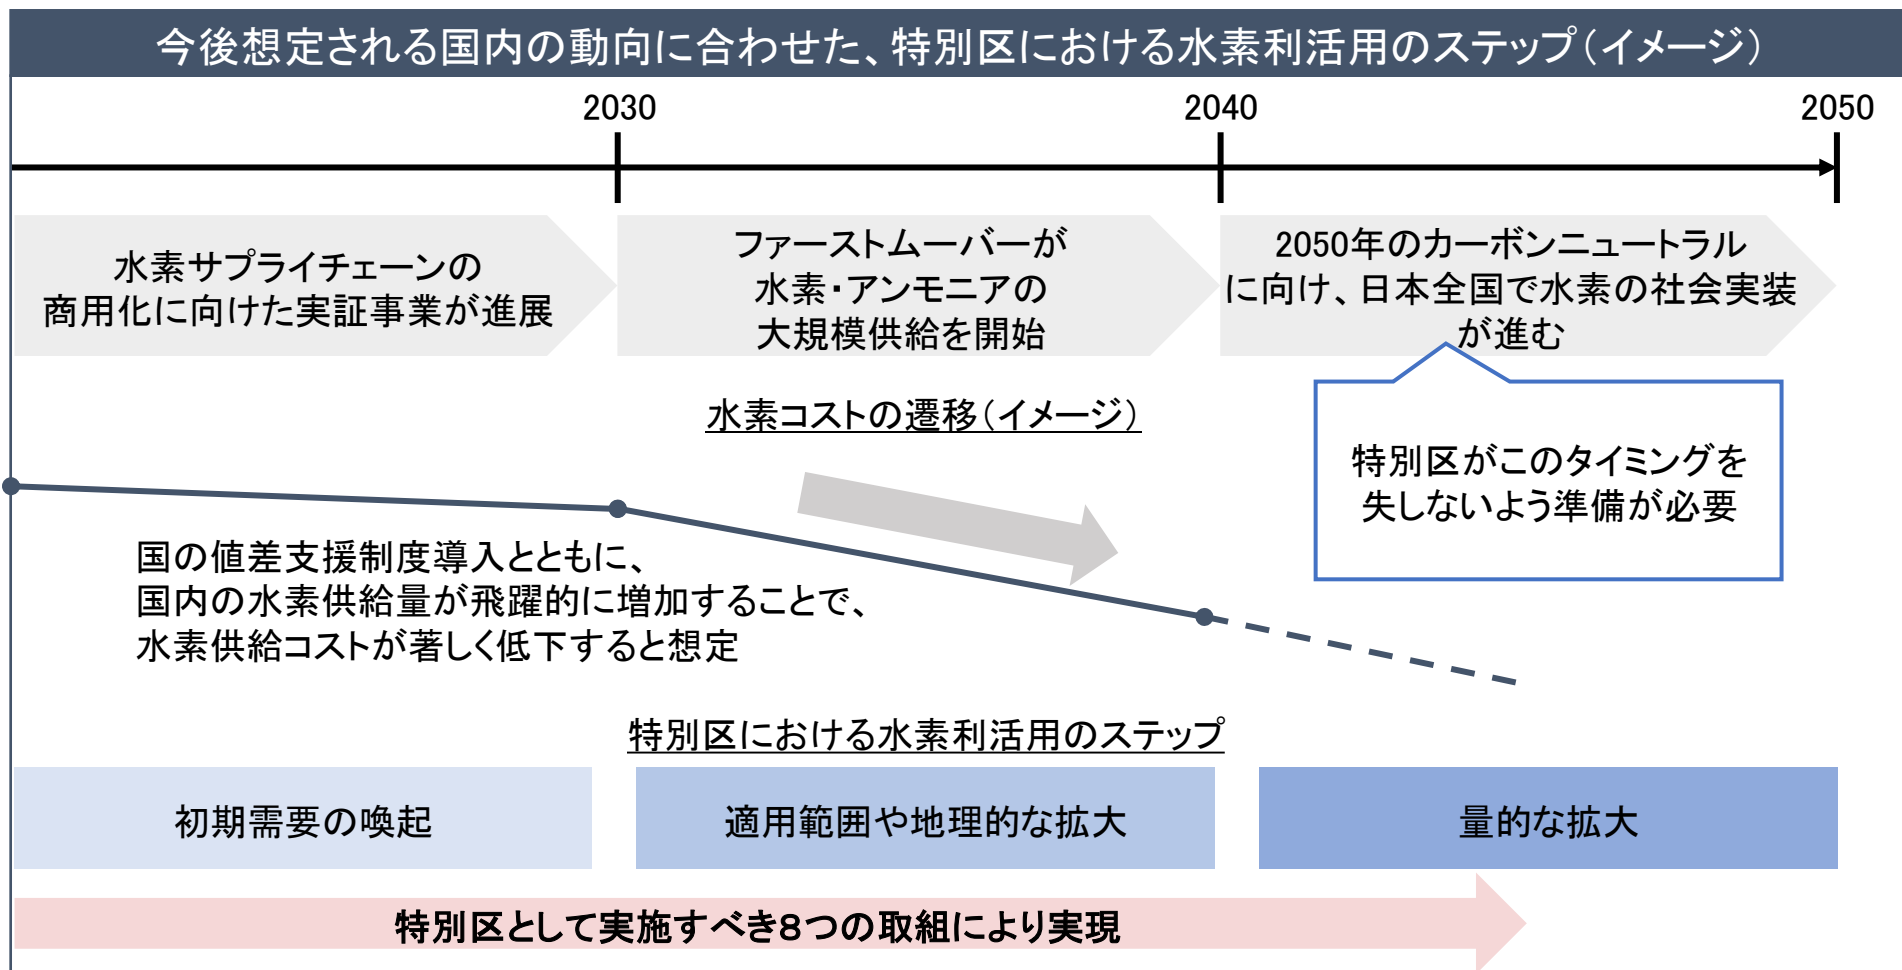 今後想定される国内の動向に合わせた、特別区における水素利活用のステップ（イメージ）
2030
2040
2050
水素サプライチェーンの
商用化に向けた実証事業が進展
ファーストムーバーが
水素・アンモニアの
大規模供給を開始
2050年のカーボンニュートラル
に向け、日本全国で水素の社会実装
が進む
水素コストの遷移（イメージ）
特別区がこのタイミングを
失しないよう準備が必要
国の値差支援制度導入とともに、
国内の水素供給量が飛躍的に増加することで、
水素供給コストが著しく低下すると想定
特別区における水素利活用のステップ
初期需要の喚起
適用範囲や地理的な拡大
量的な拡大
特別区として実施すべき８つの取組により実現